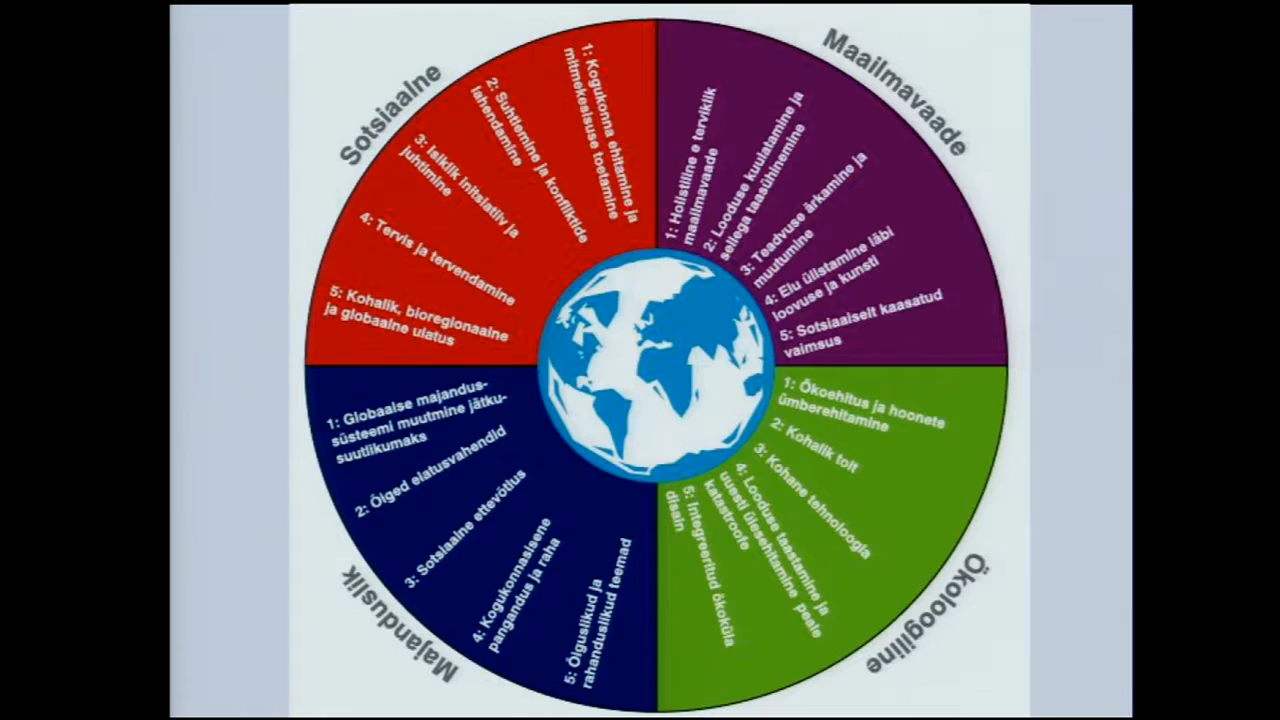 Sotsiaalne
1: Kogukonna ehitamine ja
mitmekesisuse toetamine
2: Suhtlemine ja konfliktide
lahendamine
3: Isiklik initsiatiiv ja
juhtimine
4: Tervis ja tervendamine
5: Kohalik, bioregionaalne
ja globaalne ulatus
Maailmavaade
1: Holistiline e terviklik
maailmavaade
2: Looduse kuulatamine ja
sellega taasühinemine
3: Teadvuse ärkamine ja
muutumine
4: Elu ülistamine läbi
loovuse ja kunsti
5: Sotsiaalselt kaasatud
vaimsus
Majanduslik
1: Globaalse majandus-
süsteemi muutmine jätku-
suutlikumaks
2: Õiged elatusvahendid
3: Sotsiaalne ettevõtlus
4: Kogukonnasisene
pangandus ja raha
5: Õiguslikud ja
rahanduslikud teemad
Ökoloogiline
1: Ökoehitus ja hoonete
ümberehitamine
2: Kohalik toit
3: Kohane tehnoloogia
4: Looduse taastamine ja
uuesti ülesehitamine peale
katastroofe
5: Integreeritud ökoküla
disain